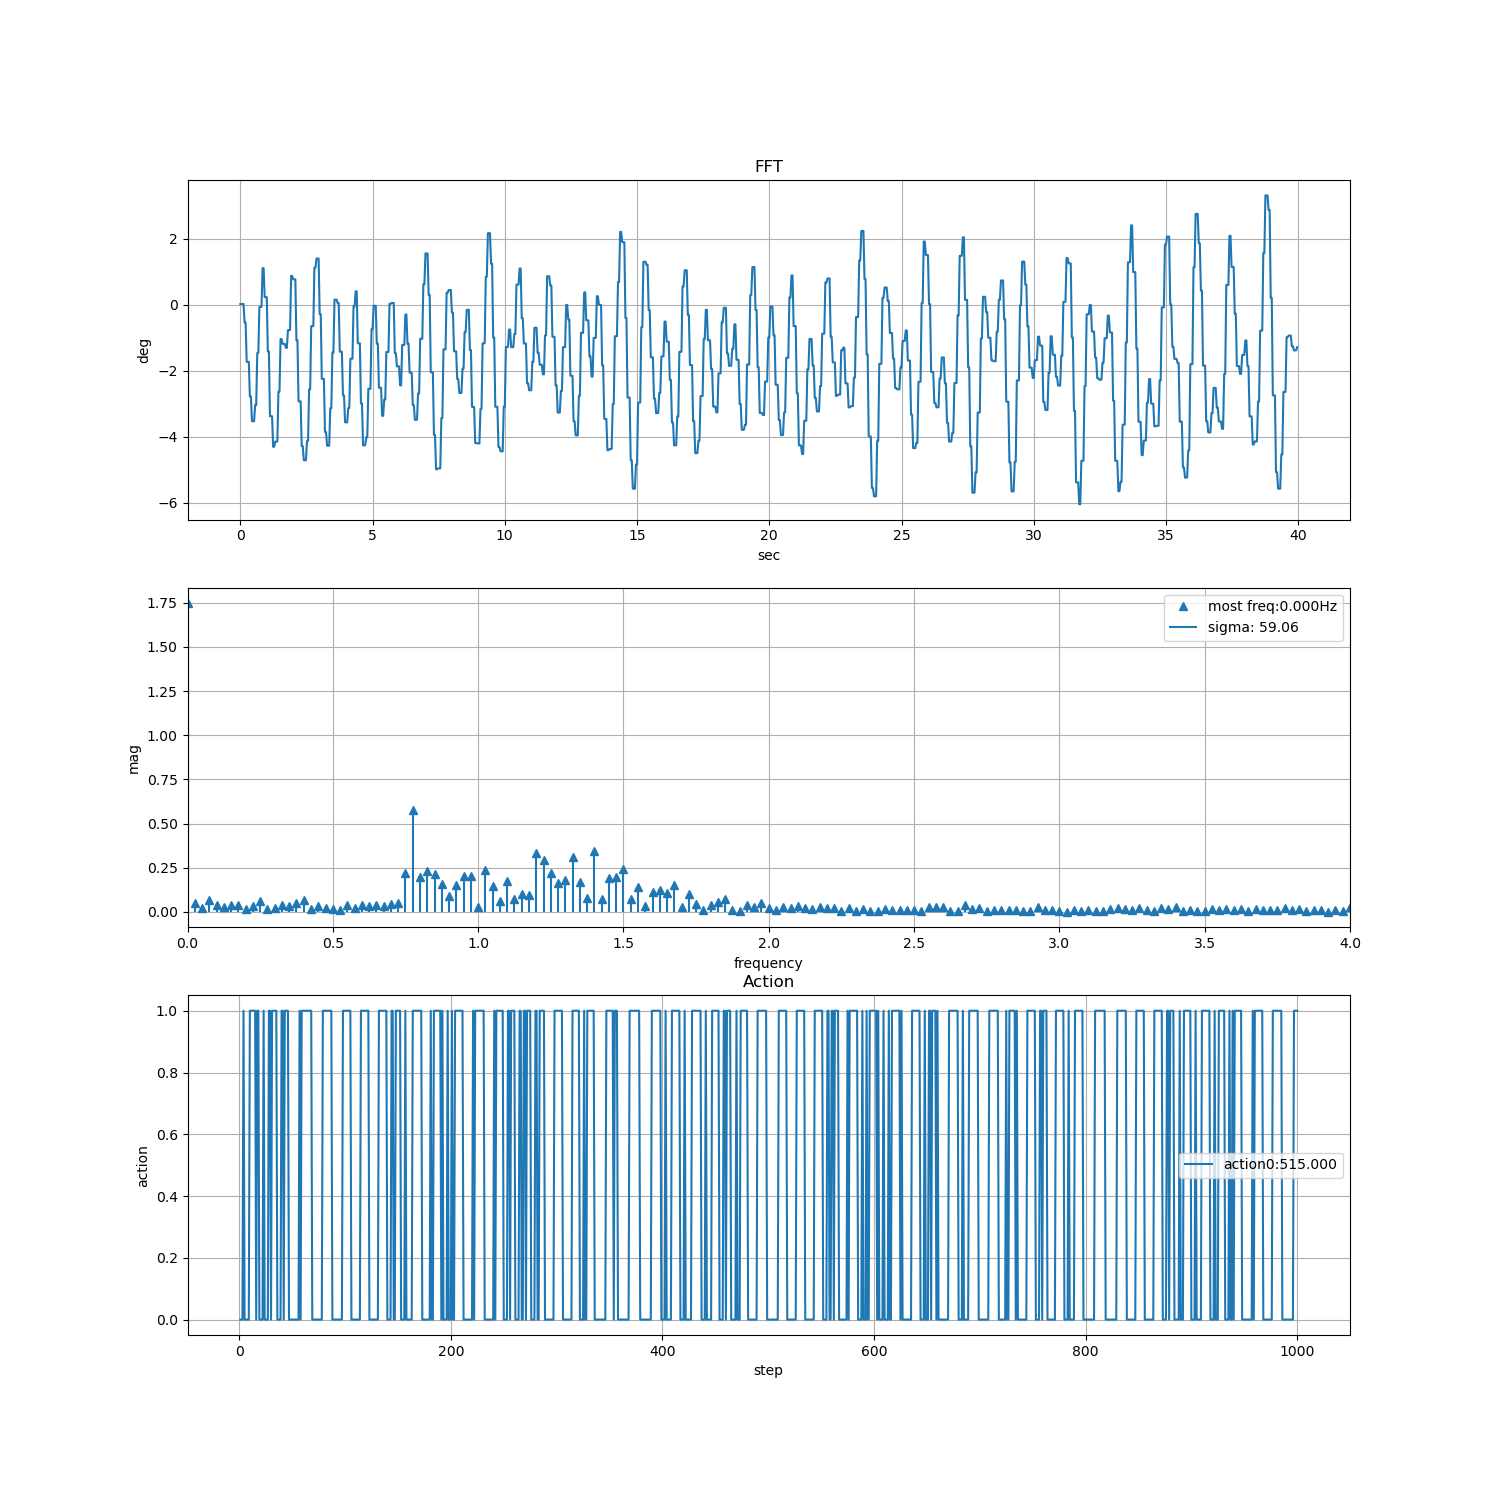 FFT
2
0
−2
−4
−6
deg
0 5 10 15 20 25 30 35 40
sec
1.75
1.50
1.25
1.00
0.75
0.50
0.25
0.00
mag
most freq:0.000Hz
sigma: 59.06
0.0 0.5 1.0 1.5 2.0 2.5 3.0 3.5 4.0
frequency
Action
1.0
0.8
0.6
0.4
0.2
0.0
action
action0:515.000
0 200 400 600 800 1000
step